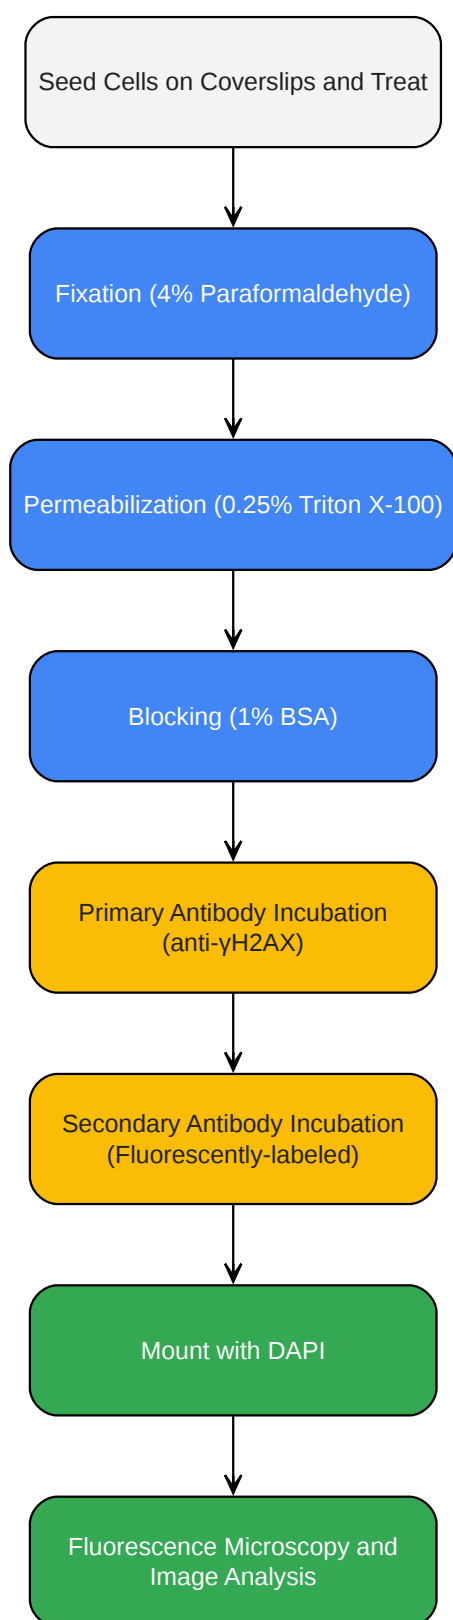 Seed Cells on Coverslips and Treat
Fixation (4% Paraformaldehyde)
Permeabilization (0.25% Triton X-100)
Blocking (1% BSA)
Primary Antibody Incubation
(anti-γH2AX)
Secondary Antibody Incubation
(Fluorescently-labeled)
Mount with DAPI
Fluorescence Microscopy and
Image Analysis